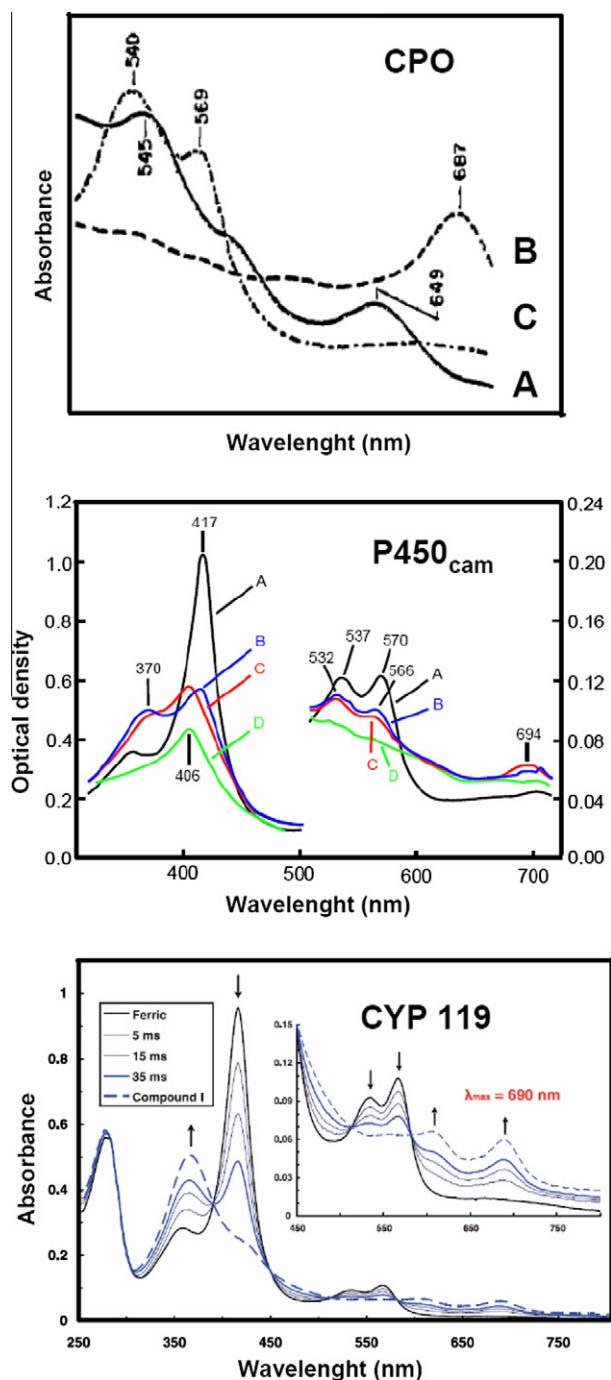 CPO
540
569
545
687
649
B
C
A
Absorbance
Wavelenght (nm)
P450cam
1.2
1.0
0.8
0.6
0.4
0.2
0.0
0.24
0.20
0.16
0.12
0.08
0.04
0.00
417
A
B
C
D
370
406
532
537
570
566
A
B
C
D
694
Optical density
400
500
600
700
Wavelenght (nm)
CYP 119
Ferric
5 ms
15 ms
35 ms
Compound I
λmax = 690 nm
0.15
0.12
0.09
0.06
0.03
0
450
550
650
750
1
0.8
0.6
0.4
0.2
0
Absorbance
250
350
450
550
650
750
Wavelenght (nm)